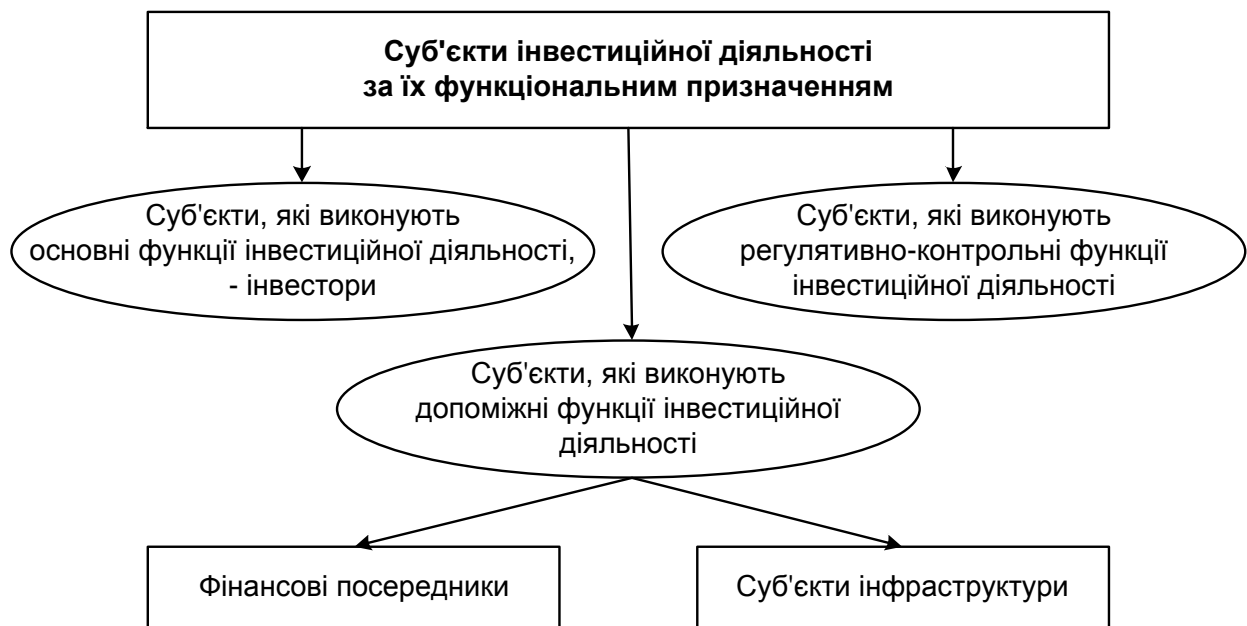 Суб'єкти інвестиційної діяльності
за їх функціональним призначенням
Суб'єкти, які виконують
основні функції інвестиційної діяльності,
- інвестори
Суб'єкти, які виконують
регулятивно-контрольні функції
інвестиційної діяльності
Суб'єкти, які виконують
допоміжні функції інвестиційної
діяльності
Фінансові посередники
Суб'єкти інфраструктури